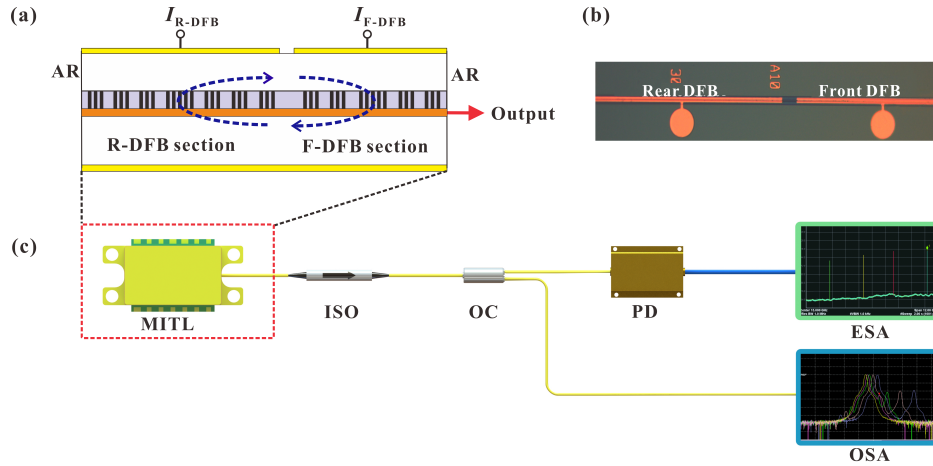 (a)
I_R-DFB
I_F-DFB
AR
AR
Output
R-DFB section
F-DFB section
(b)
30
A10
Rear DFB
Front DFB
(c)
MITL
ISO
OC
PD
ESA
OSA